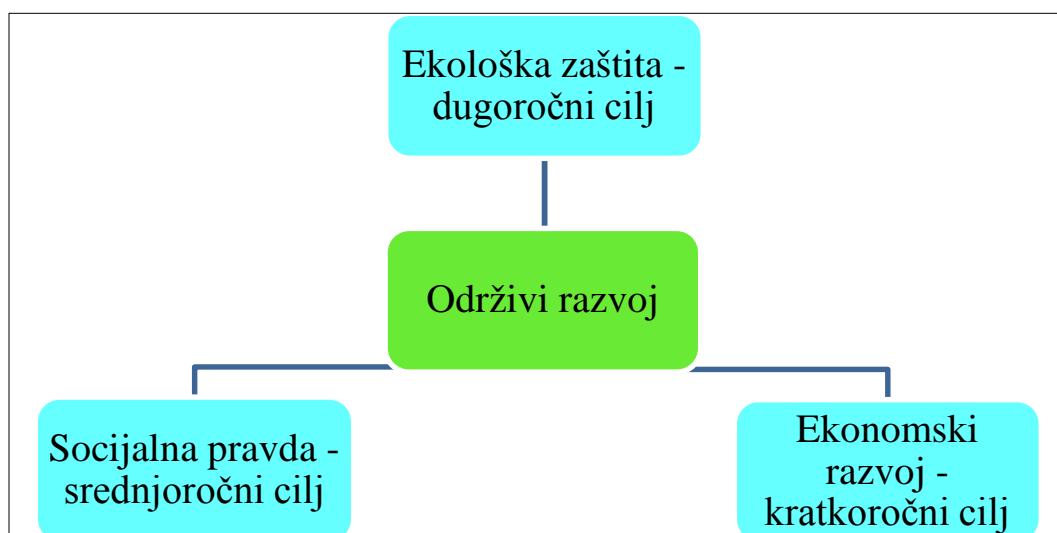 Ekološka zaštita -
dugoročni cilj
Održivi razvoj
Socijalna pravda -
srednjoročni cilj
Ekonomski
razvoj -
kratkoročni cilj